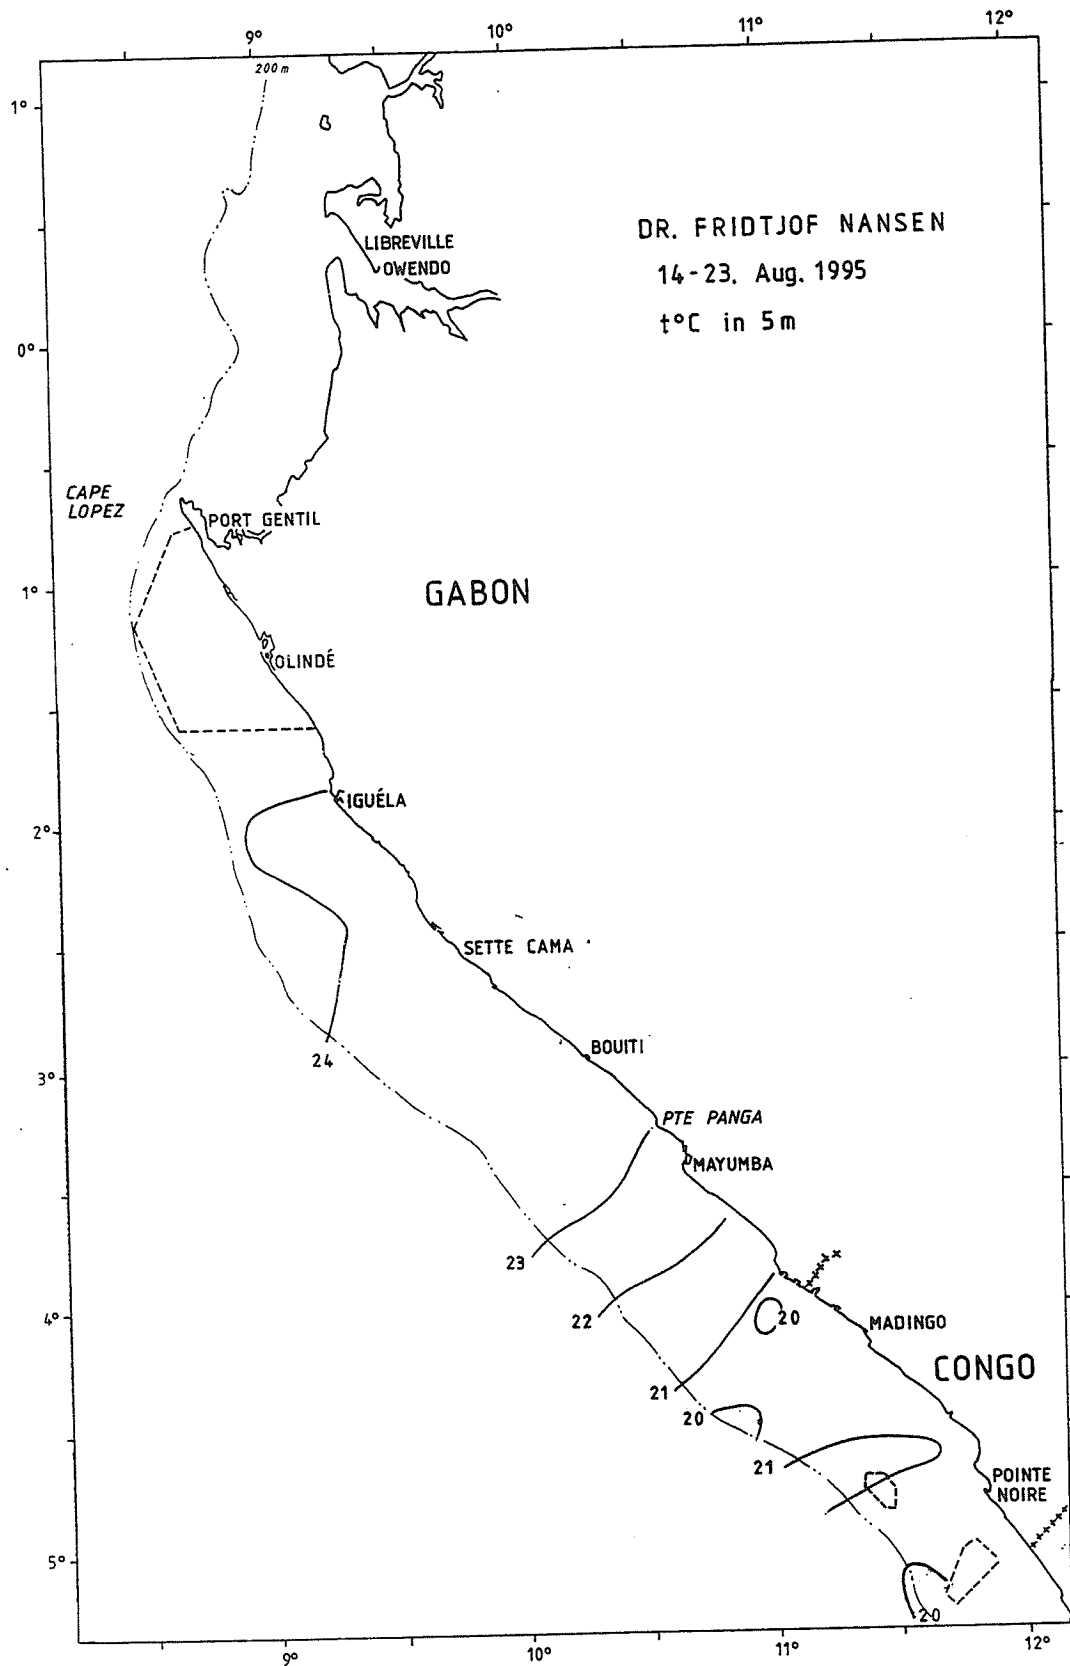 9° 10° 11° 12°
200 m
1°
DR. FRIDTJOF NANSEN
14-23. Aug. 1995
t°C in 5m
LIBREVILLE
OWENDO
0°
CAPE
LOPEZ
PORT GENTIL
1°
GABON
OLINDÉ
IGUÉLA
2°
SETTE CAMA
24
BOUITI
3°
PTE PANGA
MAYUMBA
23
4°
22
20
MADINGO
CONGO
21
20
21
POINTE
NOIRE
5°
20
9° 10° 11° 12°